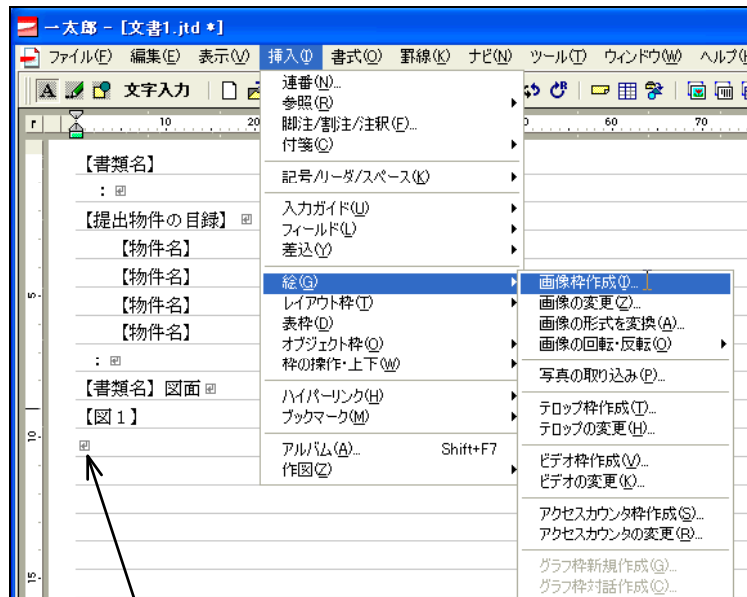 一太郎 - [文書1.jtd *]
ファイル(F) 編集(E) 表示(V) 挿入(I) 書式(O) 罫線(K) ナビ(N) ツール(T) ウィンドウ(W) ヘルプ(H
A 文字入力
r 10 20 60 70
【書類名】
：
【提出物件の目録】
【物件名】
【物件名】
【物件名】
【物件名】
：
【書類名】図面
【図１】
5
10
15
連番(N)...
参照(R)
脚注/割注/注釈(F)...
付箋(C)
記号/リーダ/スペース(K)
入力ガイド(U)
フィールド(L)
差込(Y)
絵(G)
レイアウト枠(T)
表枠(D)
オブジェクト枠(O)
枠の操作・上下(W)
ハイパーリンク(H)
ブックマーク(M)
アルバム(A)... Shift+F7
作図(Z)
画像枠作成(I)...
画像の変更(Z)...
画像の形式を変換(A)...
画像の回転・反転(O)
写真の取り込み(P)...
テロップ枠作成(T)...
テロップの変更(H)...
ビデオ枠作成(V)...
ビデオの変更(K)...
アクセスカウンタ枠作成(S)...
アクセスカウンタの変更(R)...
グラフ枠新規作成(G)...
グラフ枠対話作成(C)...